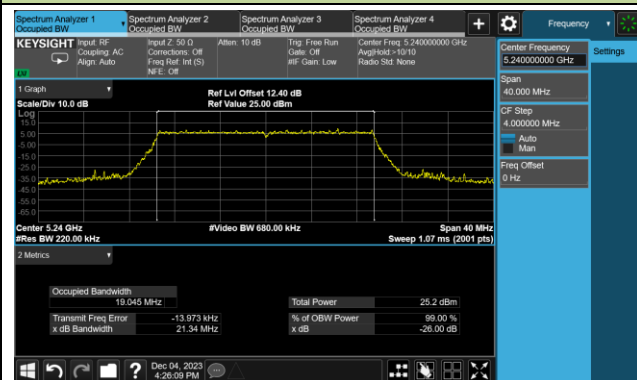 Spectrum Analyzer 1
Occupied BW
Spectrum Analyzer 2
Occupied BW
Spectrum Analyzer 3
Occupied BW
Spectrum Analyzer 4
Occupied BW
Frequency
KEYSIGHT
Input: RF
Coupling: AC
Align: Auto
Input Z: 50 Ω
Corrections: Off
Freq Ref: Int (S)
NFE: Off
Atten: 10 dB
Trig: Free Run
Gate: Off
#IF Gain: Low
Center Freq: 5.240000000 GHz
Avg|Hold:>10/10
Radio Std: None
Center Frequency
5.240000000 GHz
Settings
Span
40.000 MHz
CF Step
4.000000 MHz
Auto
Man
Freq Offset
0 Hz
1 Graph
Scale/Div 10.0 dB
Ref Lvl Offset 12.40 dB
Ref Value 25.00 dBm
Log
15.0
5.00
-5.00
-15.0
-25.0
-35.0
-45.0
-55.0
-65.0
Center 5.24 GHz
#Res BW 220.00 kHz
#Video BW 680.00 kHz
Span 40 MHz
Sweep 1.07 ms (2001 pts)
2 Metrics
Occupied Bandwidth
19.045 MHz
Total Power 25.2 dBm
Transmit Freq Error -13.973 kHz
% of OBW Power 99.00 %
x dB Bandwidth 21.34 MHz
x dB -26.00 dB
Dec 04, 2023
4:26:09 PM